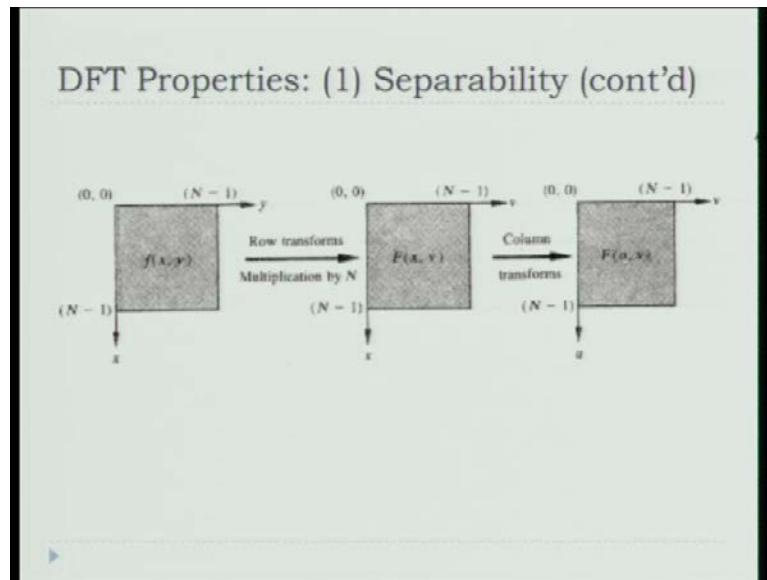 DFT Properties: (1) Separability (cont'd)
(0, 0) (N − 1) y (0, 0) (N − 1) v (0, 0) (N − 1) v
f(x, y) Row transforms F(x, v) Column F(u, v)
Multiplication by N transforms
(N − 1) (N − 1) (N − 1)
x x u